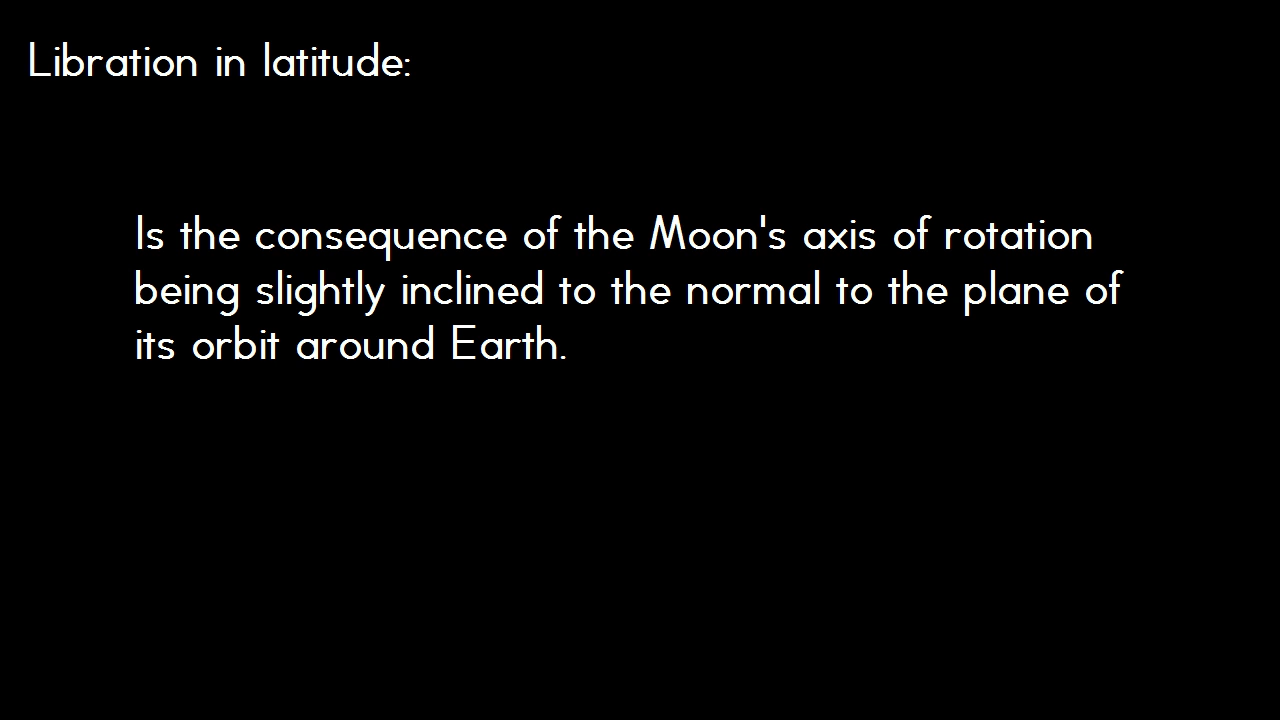 Libration in latitude:
Is the consequence of the Moon's axis of rotation
being slightly inclined to the normal to the plane of
its orbit around Earth.